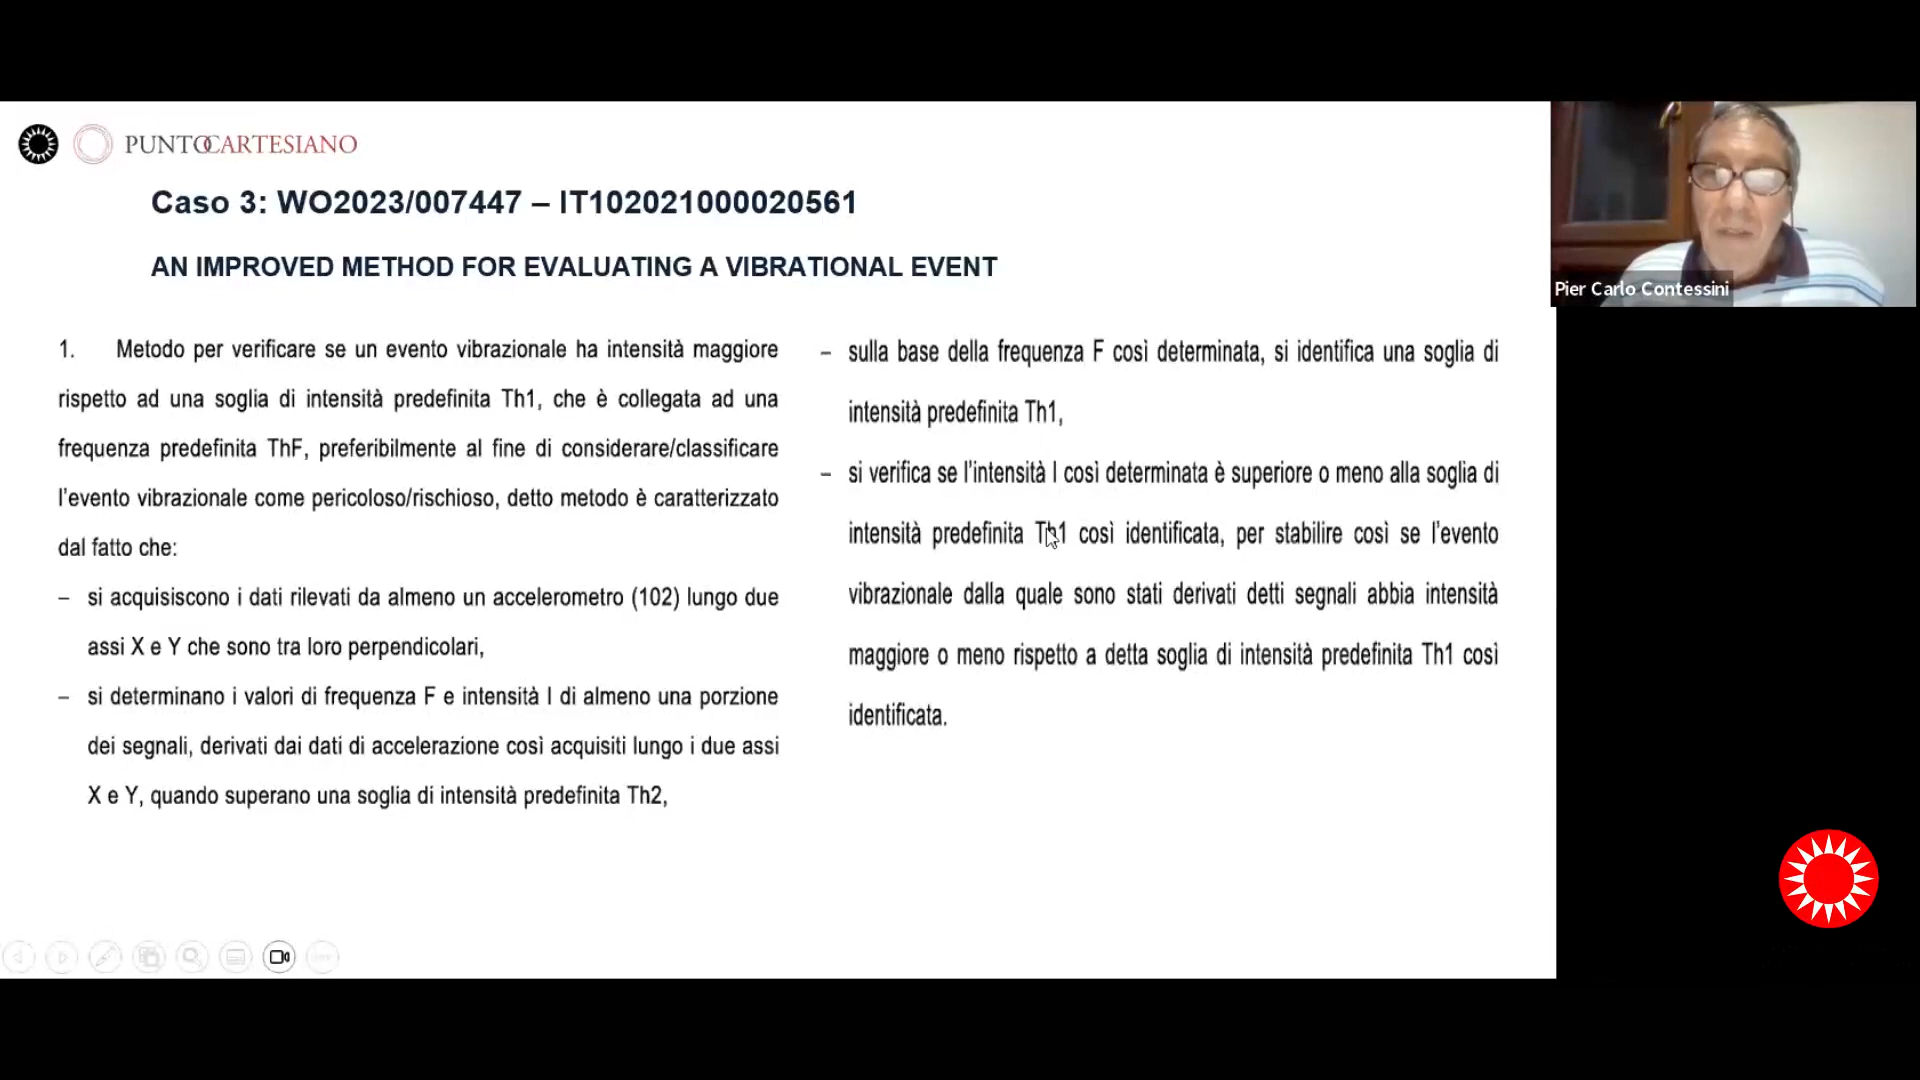 PUNTOCARTESIANO
Caso 3: WO2023/007447 – IT102021000020561
AN IMPROVED METHOD FOR EVALUATING A VIBRATIONAL EVENT
1. Metodo per verificare se un evento vibrazionale ha intensità maggiore
rispetto ad una soglia di intensità predefinita Th1, che è collegata ad una
frequenza predefinita ThF, preferibilmente al fine di considerare/classificare
l'evento vibrazionale come pericoloso/rischioso, detto metodo è caratterizzato
dal fatto che:
– si acquisiscono i dati rilevati da almeno un accelerometro (102) lungo due
assi X e Y che sono tra loro perpendicolari,
– si determinano i valori di frequenza F e intensità I di almeno una porzione
dei segnali, derivati dai dati di accelerazione così acquisiti lungo i due assi
X e Y, quando superano una soglia di intensità predefinita Th2,
– sulla base della frequenza F così determinata, si identifica una soglia di
intensità predefinita Th1,
– si verifica se l'intensità I così determinata è superiore o meno alla soglia di
intensità predefinita Th1 così identificata, per stabilire così se l'evento
vibrazionale dalla quale sono stati derivati detti segnali abbia intensità
maggiore o meno rispetto a detta soglia di intensità predefinita Th1 così
identificata.
Pier Carlo Contessini